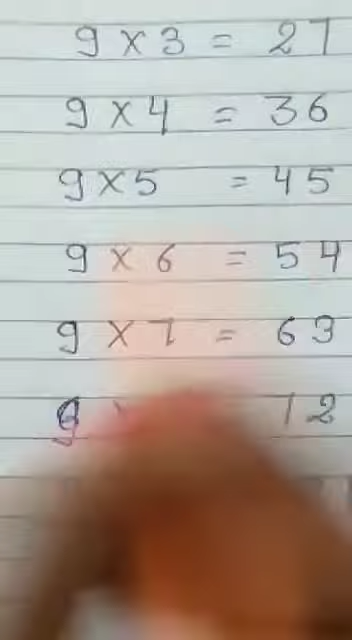 9 × 3 = 27
9 × 4 = 36
9 × 5 = 45
9 × 6 = 54
9 × 7 = 63
9 72